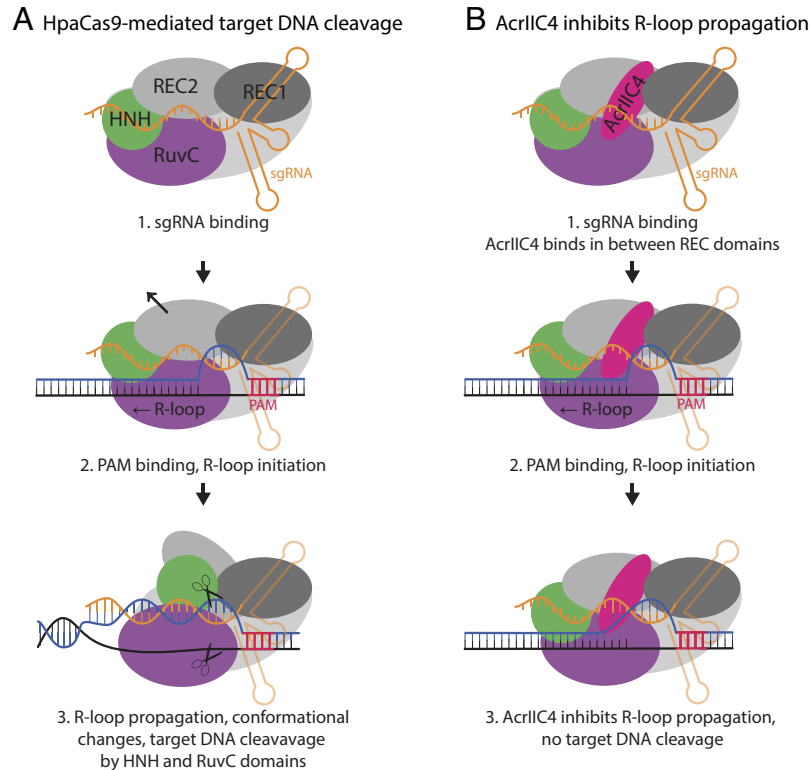 A HpaCas9-mediated target DNA cleavage
REC2
REC1
HNH
RuvC
sgRNA
1. sgRNA binding
← R-loop
PAM
2. PAM binding, R-loop initiation
3. R-loop propagation, conformational
changes, target DNA cleavavage
by HNH and RuvC domains
B AcrIIC4 inhibits R-loop propagation
AcrIIC4
sgRNA
1. sgRNA binding
AcrIIC4 binds in between REC domains
← R-loop
PAM
2. PAM binding, R-loop initiation
3. AcrIIC4 inhibits R-loop propagation,
no target DNA cleavage